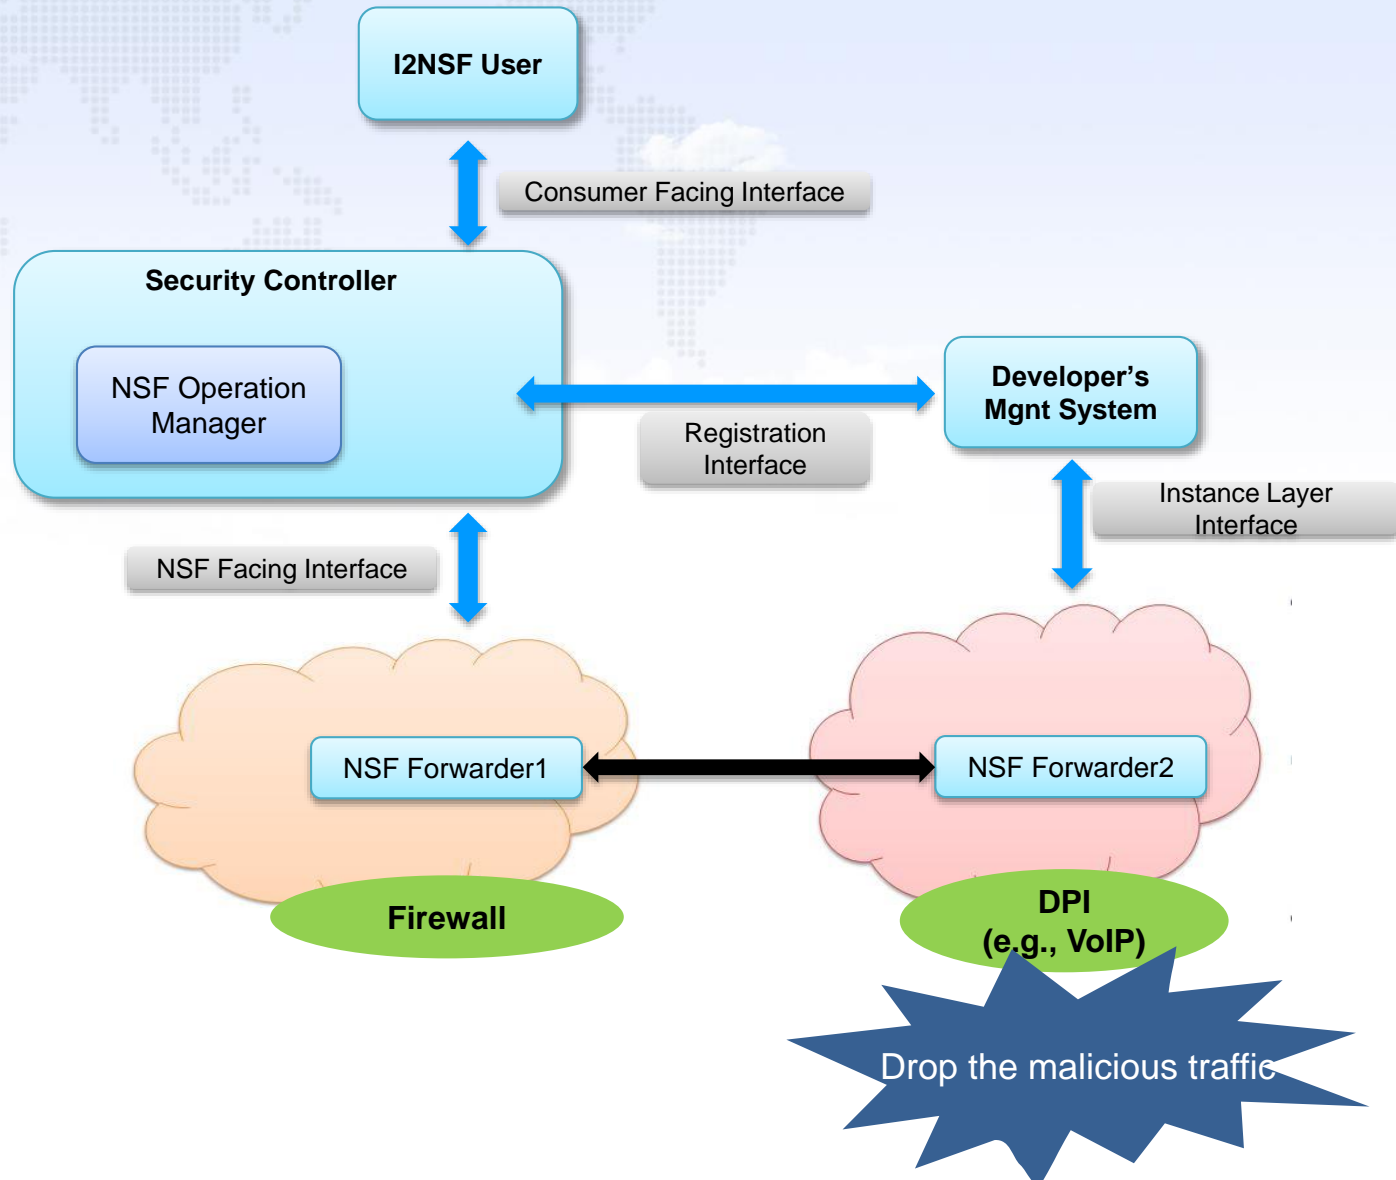 I2NSF User
Consumer Facing Interface
Security Controller
NSF Operation
Manager
Developer's
Mgnt System
Registration
Interface
Instance Layer
Interface
NSF Facing Interface
NSF Forwarder1
NSF Forwarder2
Firewall
DPI
(e.g., VoIP)
Drop the malicious traffic